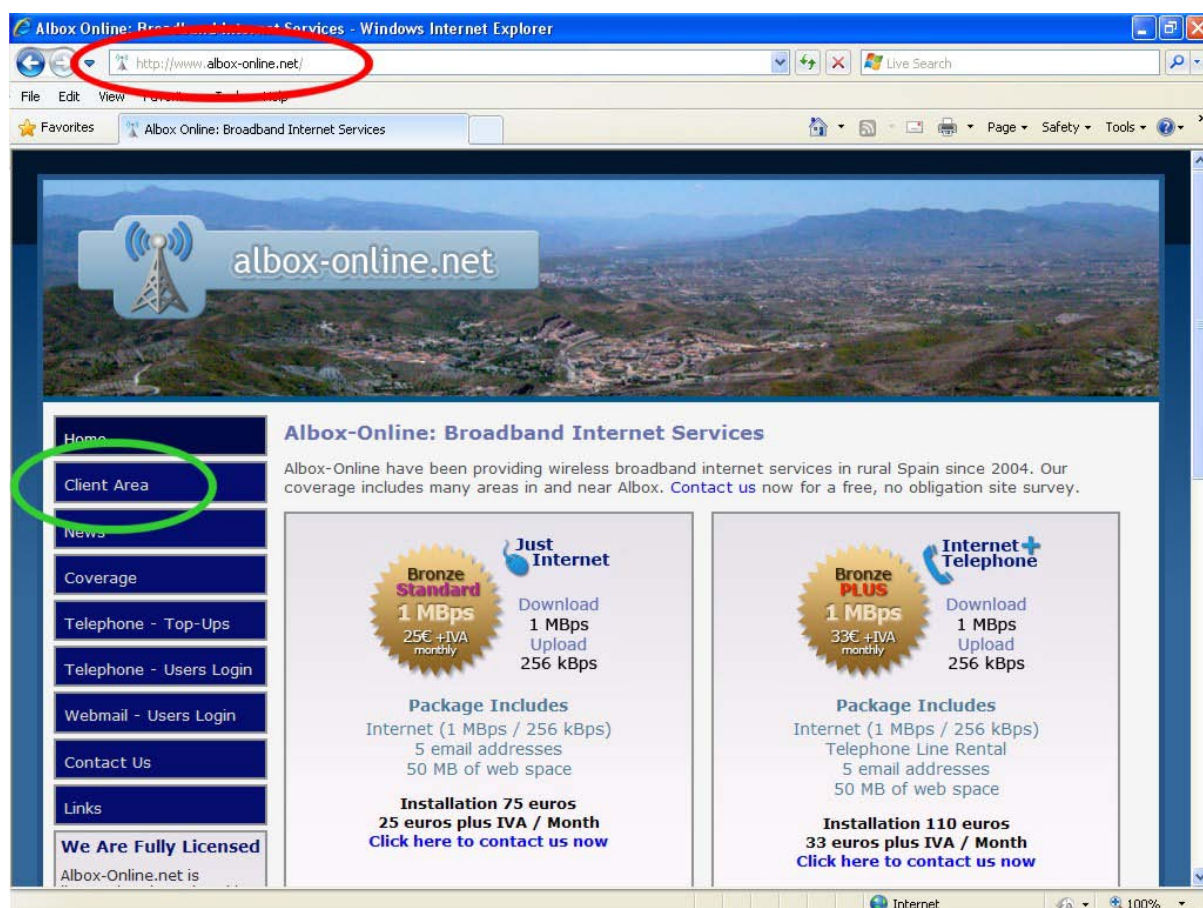 Albox Online: Broadband Internet Services - Windows Internet Explorer
http://www.albox-online.net/
Live Search
File Edit View Favorites Tools Help
Favorites
Albox Online: Broadband Internet Services
Page Safety Tools
albox-online.net
Home
Client Area
News
Coverage
Telephone - Top-Ups
Telephone - Users Login
Webmail - Users Login
Contact Us
Links
We Are Fully Licensed
Albox-Online.net is
Albox-Online: Broadband Internet Services
Albox-Online have been providing wireless broadband internet services in rural Spain since 2004. Our
coverage includes many areas in and near Albox. Contact us now for a free, no obligation site survey.
Just
Internet
Bronze
Standard
1 MBps
25€ +IVA
monthly
Download
1 MBps
Upload
256 kBps
Package Includes
Internet (1 MBps / 256 kBps)
5 email addresses
50 MB of web space
Installation 75 euros
25 euros plus IVA / Month
Click here to contact us now
Internet+
Telephone
Bronze
PLUS
1 MBps
33€ +IVA
monthly
Download
1 MBps
Upload
256 kBps
Package Includes
Internet (1 MBps / 256 kBps)
Telephone Line Rental
5 email addresses
50 MB of web space
Installation 110 euros
33 euros plus IVA / Month
Click here to contact us now
Internet
100%